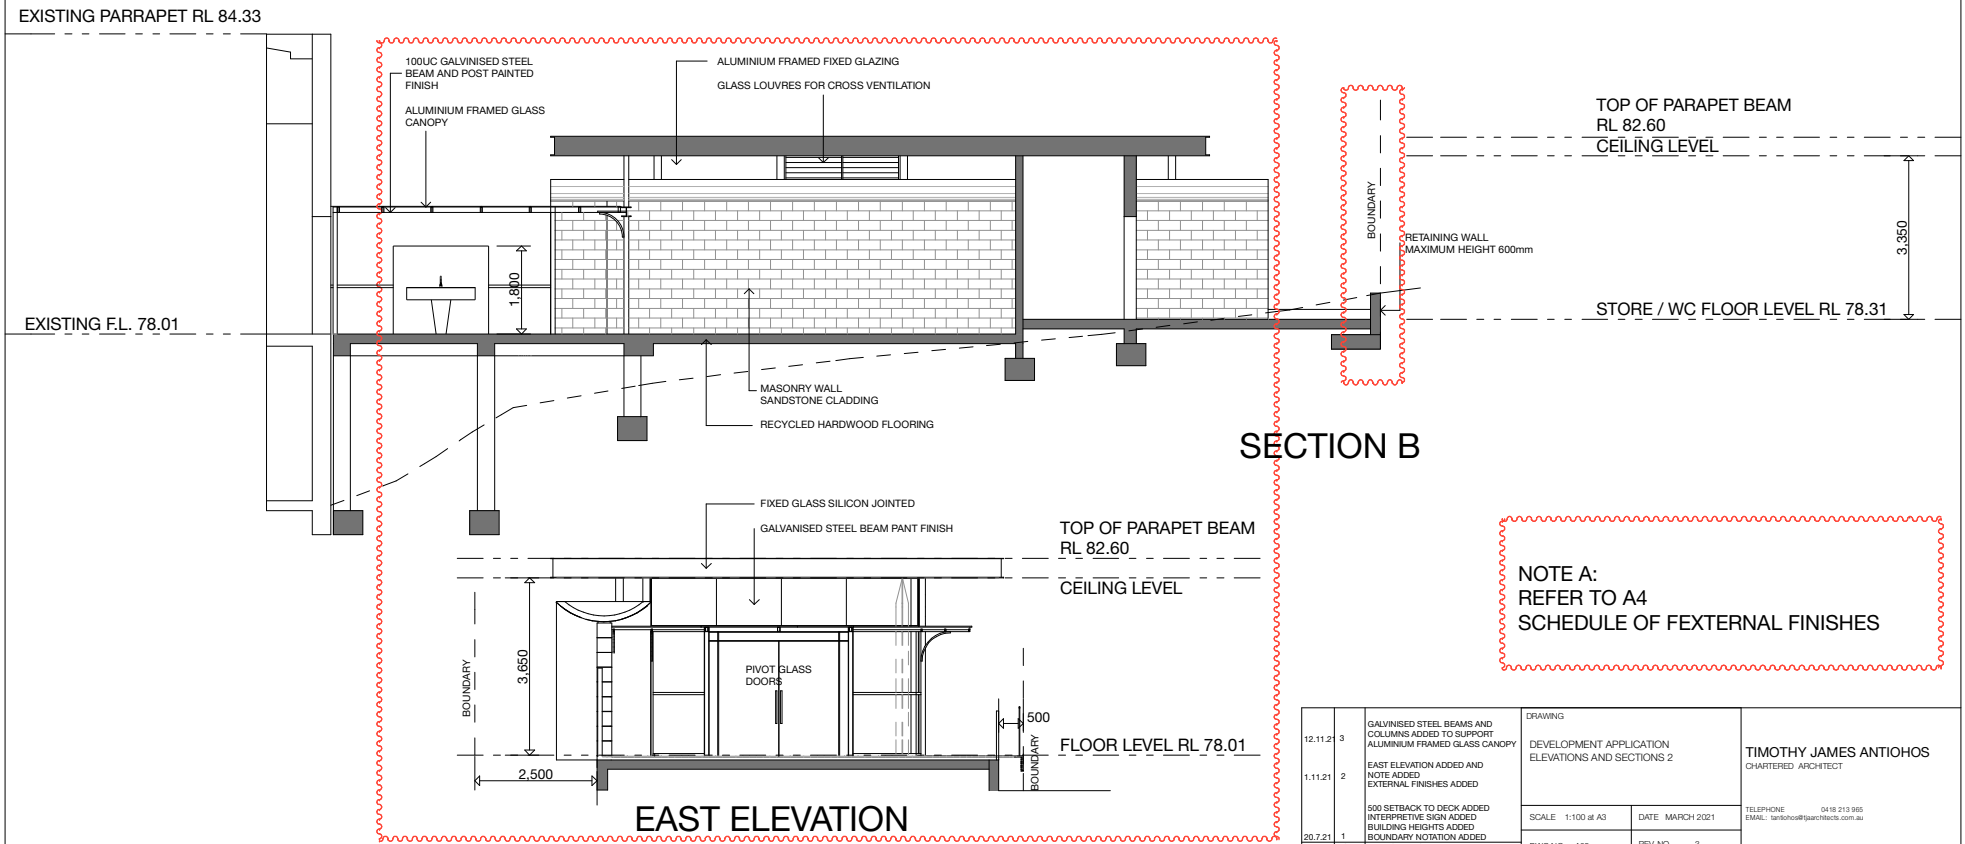 EXISTING PARRAPET RL 84.33
100UC GALVINISED STEEL
BEAM AND POST PAINTED
FINISH
ALUMINIUM FRAMED GLASS
CANOPY
ALUMINIUM FRAMED FIXED GLAZING
GLASS LOUVRES FOR CROSS VENTILATION
TOP OF PARAPET BEAM
RL 82.60
CEILING LEVEL
BOUNDARY
RETAINING WALL
MAXIMUM HEIGHT 600mm
3,350
1,800
EXISTING F.L. 78.01
STORE / WC FLOOR LEVEL RL 78.31
MASONRY WALL
SANDSTONE CLADDING
RECYCLED HARDWOOD FLOORING
SECTION B
FIXED GLASS SILICON JOINTED
GALVANISED STEEL BEAM PANT FINISH
TOP OF PARAPET BEAM
RL 82.60
CEILING LEVEL
BOUNDARY
3,650
PIVOT GLASS
DOORS
500
BOUNDARY
FLOOR LEVEL RL 78.01
2,500
EAST ELEVATION
NOTE A:
REFER TO A4
SCHEDULE OF FEXTERNAL FINISHES
12.11.21 3 GALVINISED STEEL BEAMS AND
COLUMNS ADDED TO SUPPORT
ALUMINIUM FRAMED GLASS CANOPY
1.11.21 2 EAST ELEVATION ADDED AND
NOTE ADDED
EXTERNAL FINISHES ADDED
500 SETBACK TO DECK ADDED
INTERPRETIVE SIGN ADDED
BUILDING HEIGHTS ADDED
20.7.21 1 BOUNDARY NOTATION ADDED
DRAWING
DEVELOPMENT APPLICATION
ELEVATIONS AND SECTIONS 2
SCALE 1:100 at A3
DATE MARCH 2021
TIMOTHY JAMES ANTIOHOS
CHARTERED ARCHITECT
TELEPHONE 0418 213 965
EMAIL: tantiohos@tjaarchitects.com.au